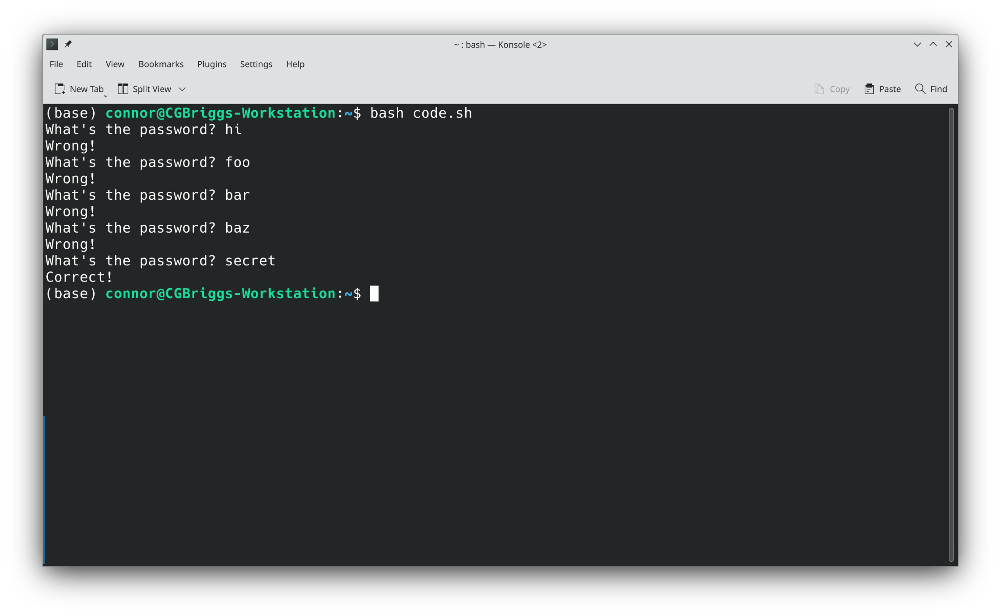 ~ : bash — Konsole <2>
File Edit View Bookmarks Plugins Settings Help
New Tab Split View Copy Paste Find
(base) connor@CGBriggs-Workstation:~$ bash code.sh
What's the password? hi
Wrong!
What's the password? foo
Wrong!
What's the password? bar
Wrong!
What's the password? baz
Wrong!
What's the password? secret
Correct!
(base) connor@CGBriggs-Workstation:~$